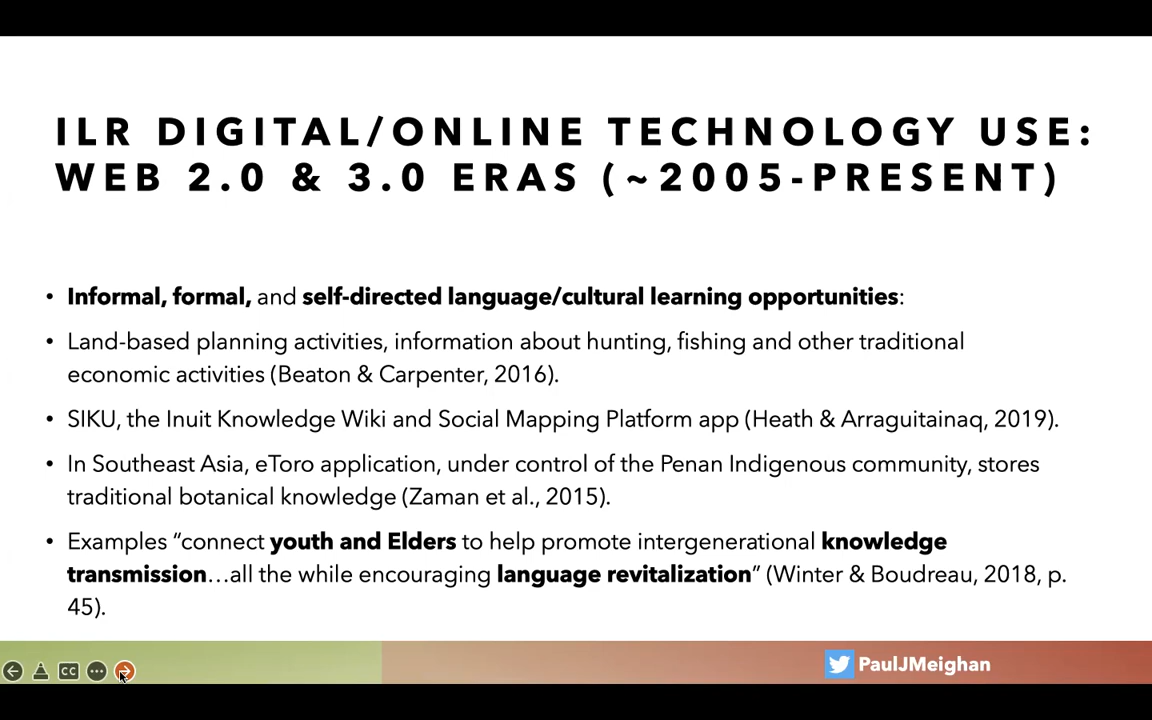 ILR DIGITAL/ONLINE TECHNOLOGY USE:
WEB 2.0 & 3.0 ERAS (~2005-PRESENT)
• Informal, formal, and self-directed language/cultural learning opportunities:
• Land-based planning activities, information about hunting, fishing and other traditional
economic activities (Beaton & Carpenter, 2016).
• SIKU, the Inuit Knowledge Wiki and Social Mapping Platform app (Heath & Arraguitainaq, 2019).
• In Southeast Asia, eToro application, under control of the Penan Indigenous community, stores
traditional botanical knowledge (Zaman et al., 2015).
• Examples “connect youth and Elders to help promote intergenerational knowledge
transmission…all the while encouraging language revitalization” (Winter & Boudreau, 2018, p.
45).
CC
PaulJMeighan